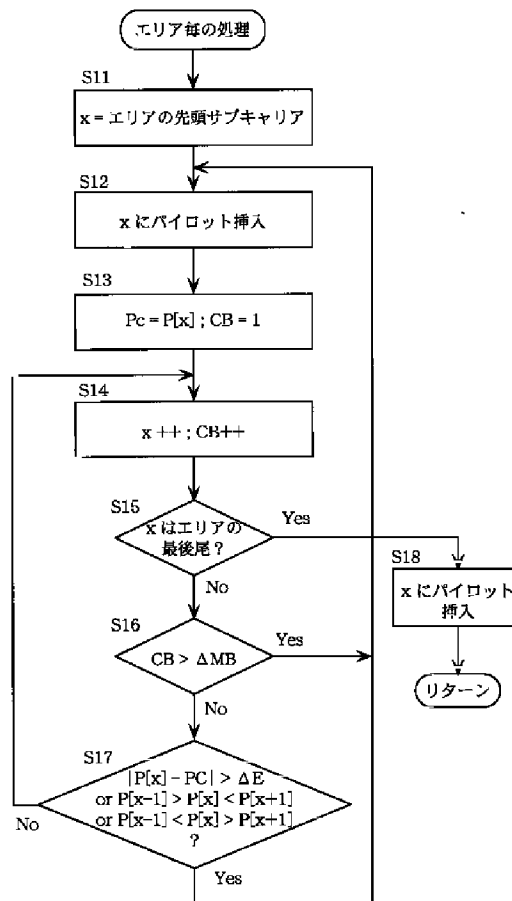 エリア毎の処理
S11
x = エリアの先頭サブキャリア
S12
x にパイロット挿入
S13
Pc = P[x] ; CB = 1
S14
x ++ ; CB++
S15
x はエリアの
最後尾？
Yes
No
S18
x にパイロット
挿入
リターン
S16
CB > ΔMB
Yes
No
S17
|P[x] − PC| > ΔE
or P[x−1] > P[x] < P[x+1]
or P[x−1] < P[x] > P[x+1]
?
No
Yes